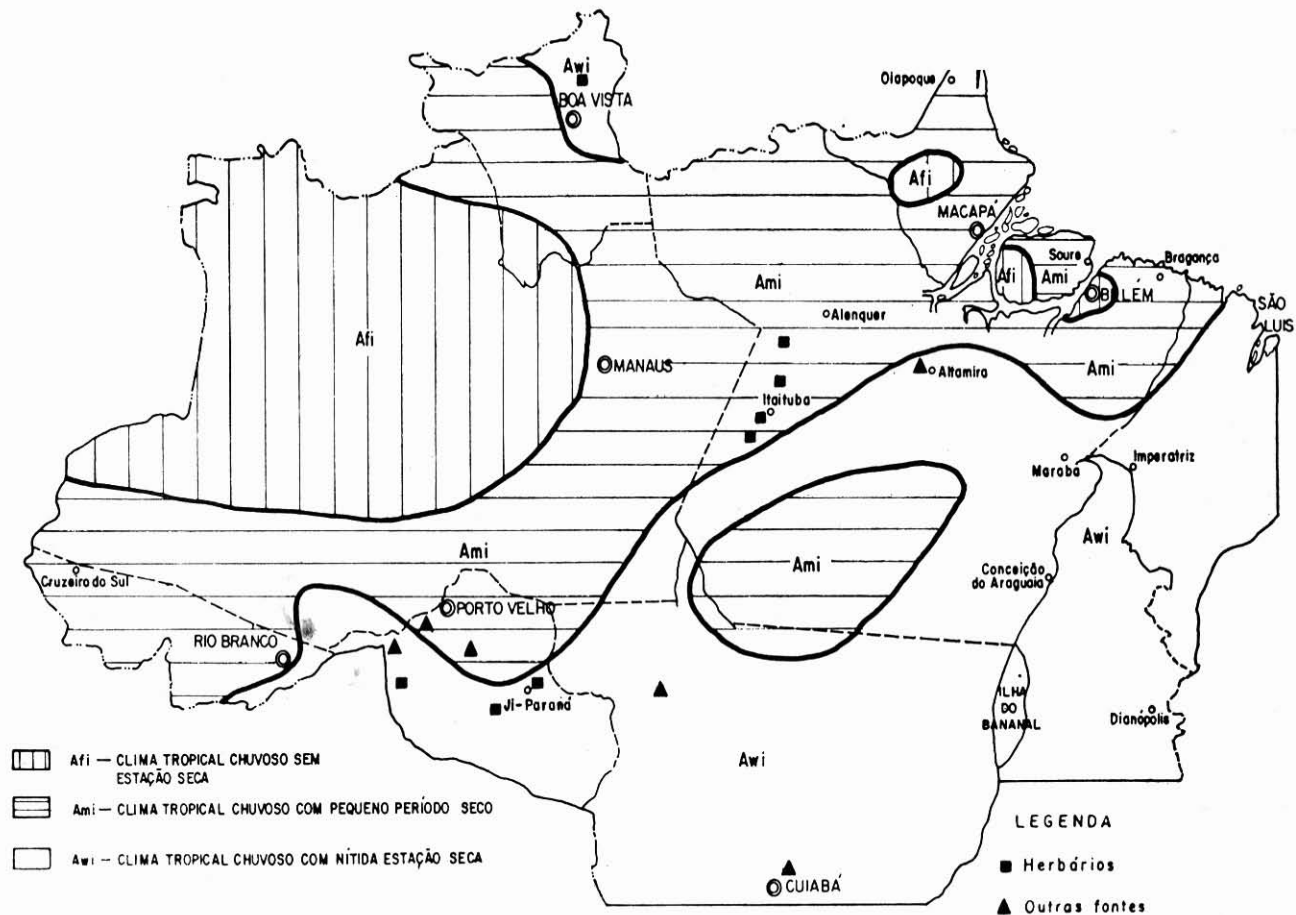 Awi
BOA VISTA
Oiapoque
Afi
MACAPÁ
Soure
Bragança
Afi
Ami
BELÉM
SÃO
LUIS
Ami
Alenquer
Afi
MANAUS
Altamira
Ami
Itaituba
Marabá
Imperatriz
Ami
Ami
Awi
Cruzeiro do Sul
Conceição
do Araguaia
PORTO VELHO
RIO BRANCO
Ji-Paraná
ILHA
DO
BANANAL
Dianópolis
Awi
Afi — CLIMA TROPICAL CHUVOSO SEM
ESTAÇÃO SECA
Ami — CLIMA TROPICAL CHUVOSO COM PEQUENO PERÍODO SECO
Awi — CLIMA TROPICAL CHUVOSO COM NÍTIDA ESTAÇÃO SECA
CUIABÁ
LEGENDA
Herbários
Outras fontes